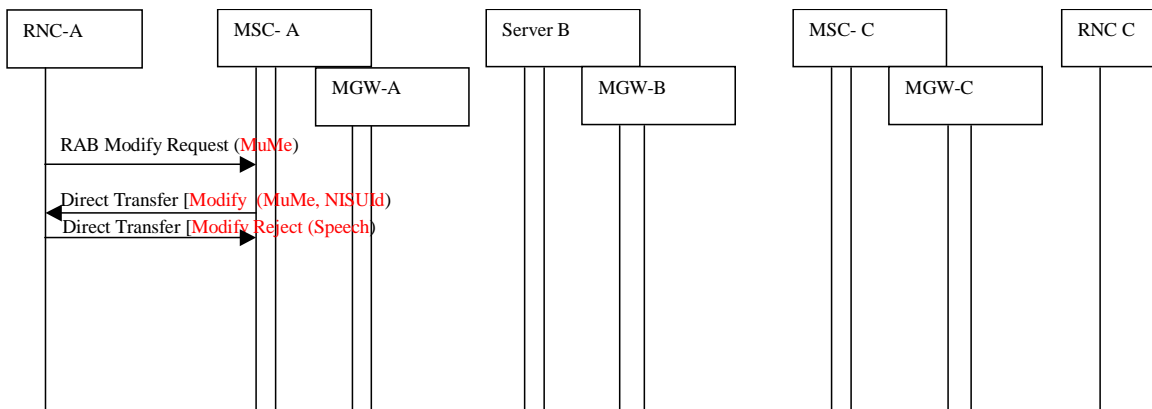 RNC-A
MSC- A
Server B
MSC- C
RNC C
MGW-A
MGW-B
MGW-C
RAB Modify Request (MuMe)
Direct Transfer [Modify  (MuMe, NISUId)
Direct Transfer [Modify Reject (Speech)